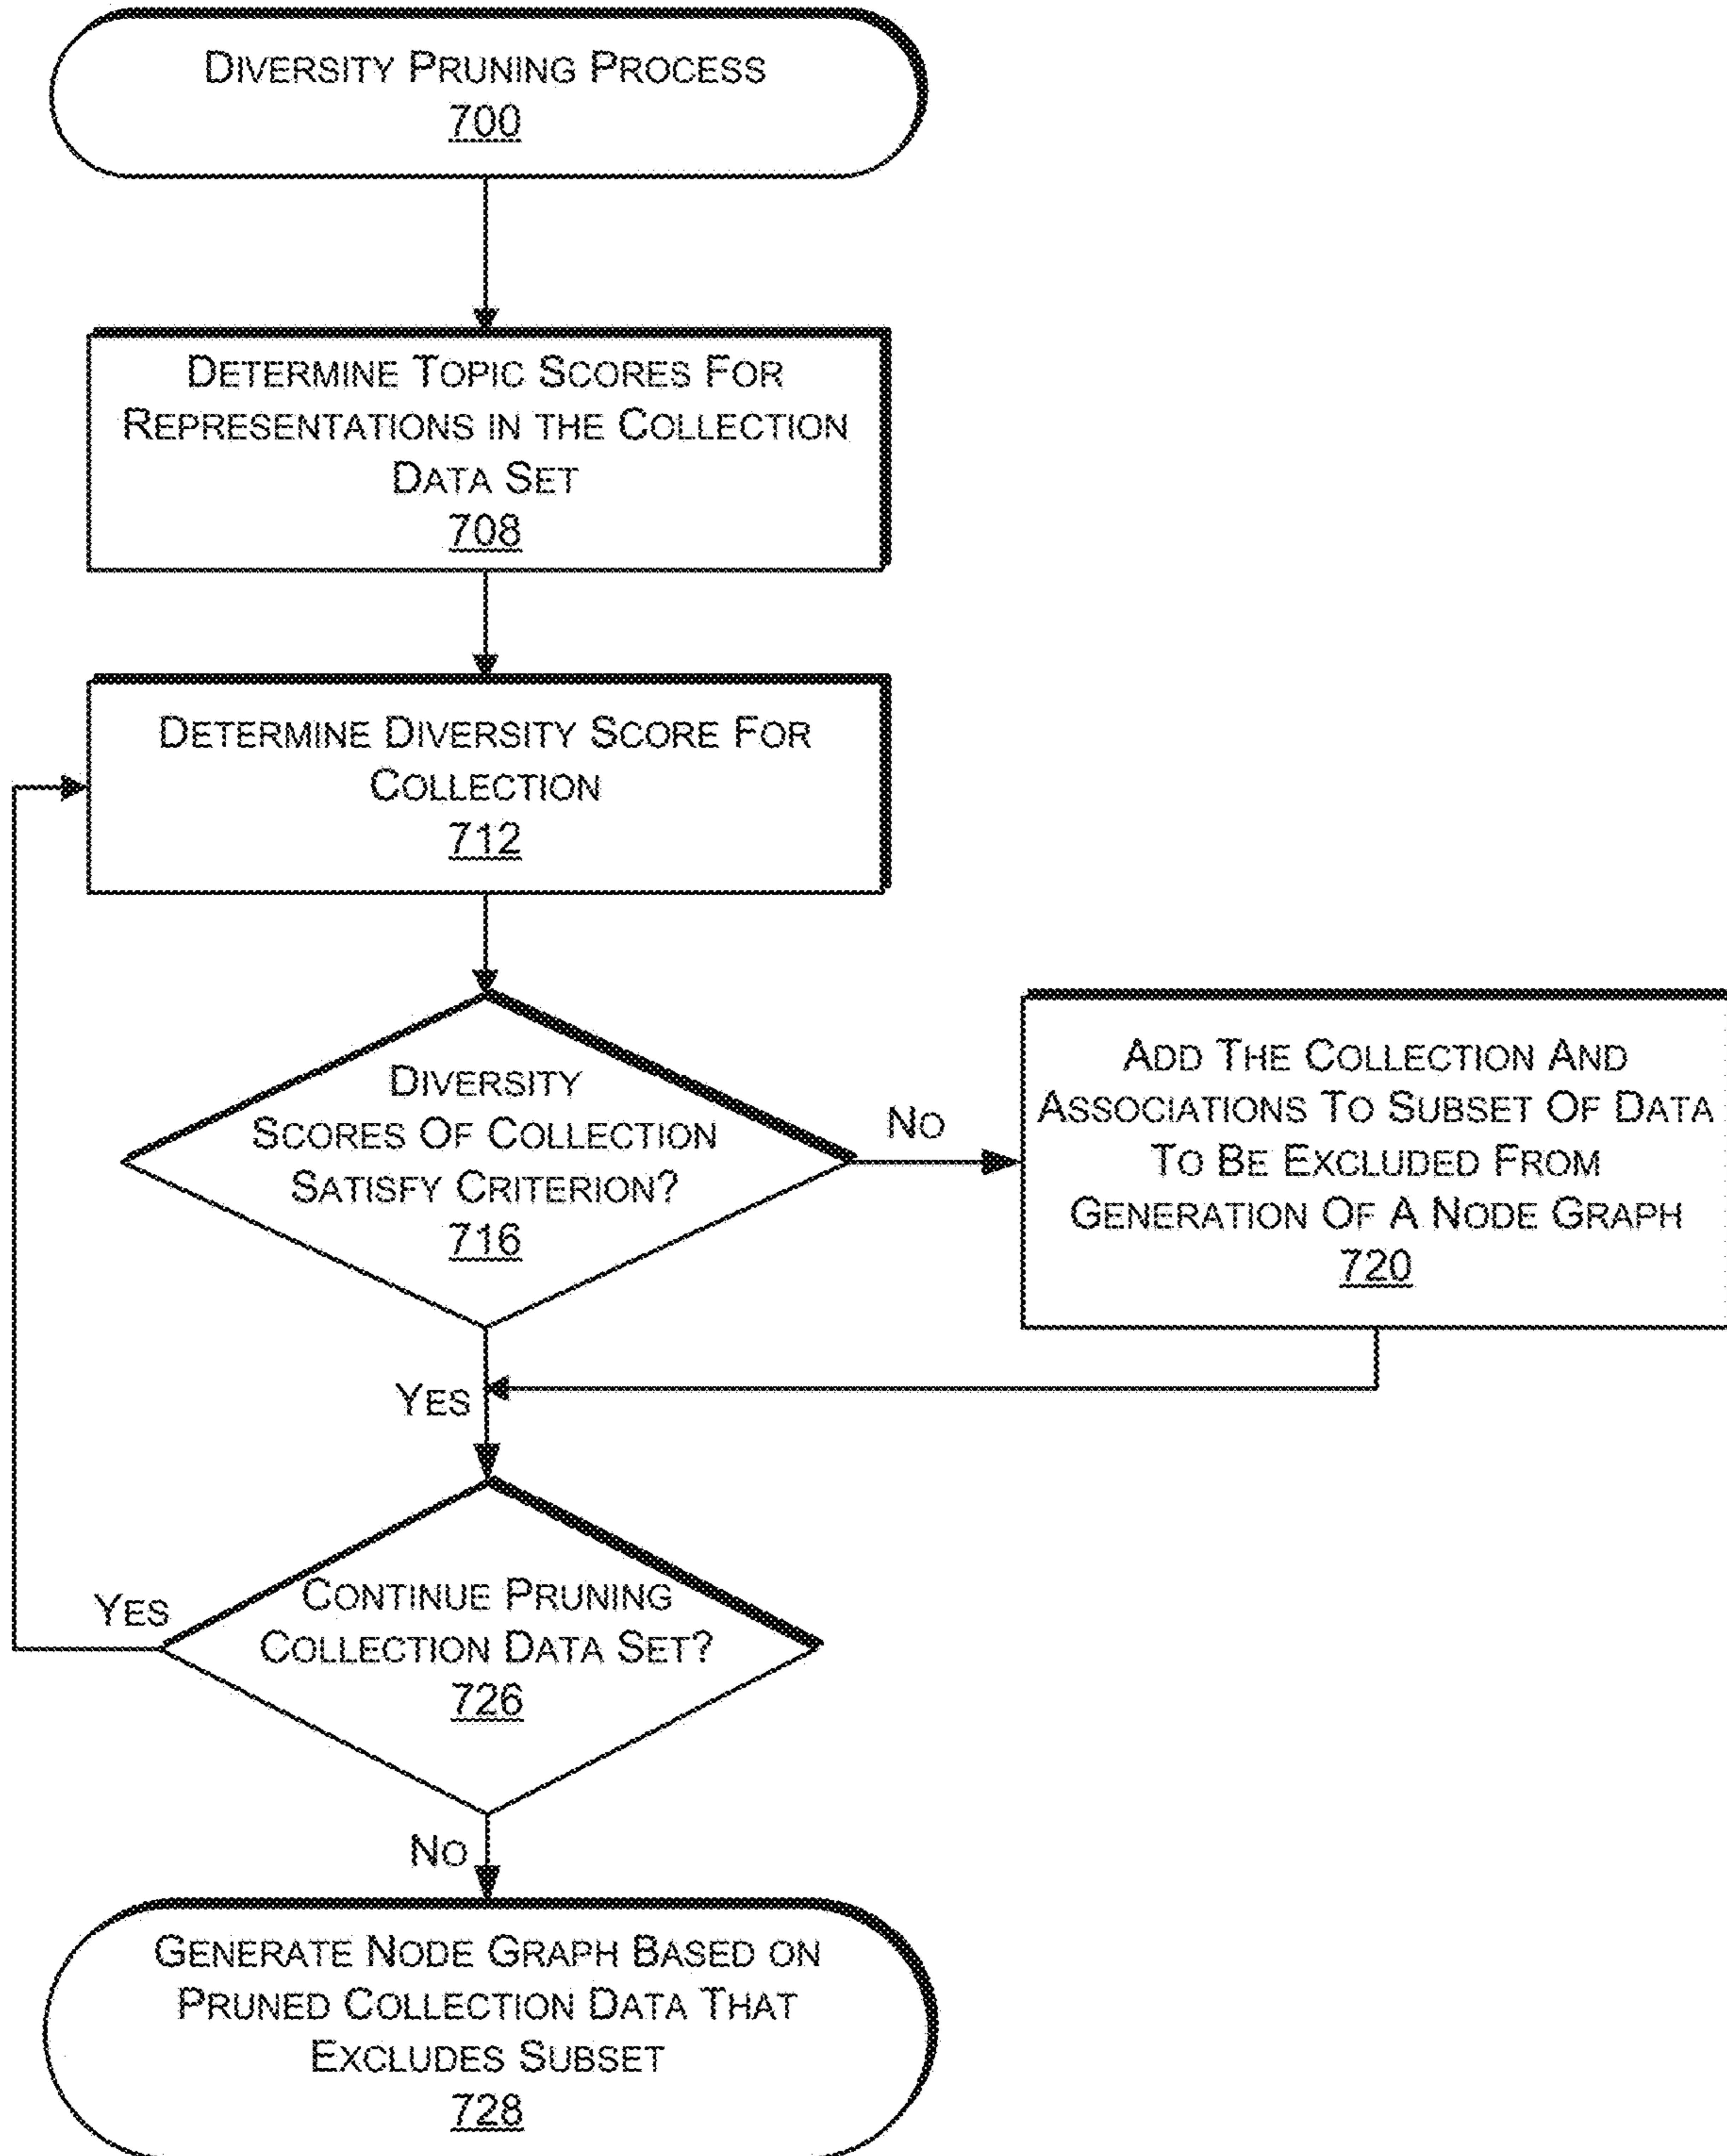 DIVERSITY PRUNING PROCESS
700
DETERMINE TOPIC SCORES FOR
REPRESENTATIONS IN THE COLLECTION
DATA SET
708
DETERMINE DIVERSITY SCORE FOR
COLLECTION
712
DIVERSITY
SCORES OF COLLECTION
SATISFY CRITERION?
716
NO
ADD THE COLLECTION AND
ASSOCIATIONS TO SUBSET OF DATA
TO BE EXCLUDED FROM
GENERATION OF A NODE GRAPH
720
YES
CONTINUE PRUNING
COLLECTION DATA SET?
726
YES
NO
GENERATE NODE GRAPH BASED ON
PRUNED COLLECTION DATA THAT
EXCLUDES SUBSET
728